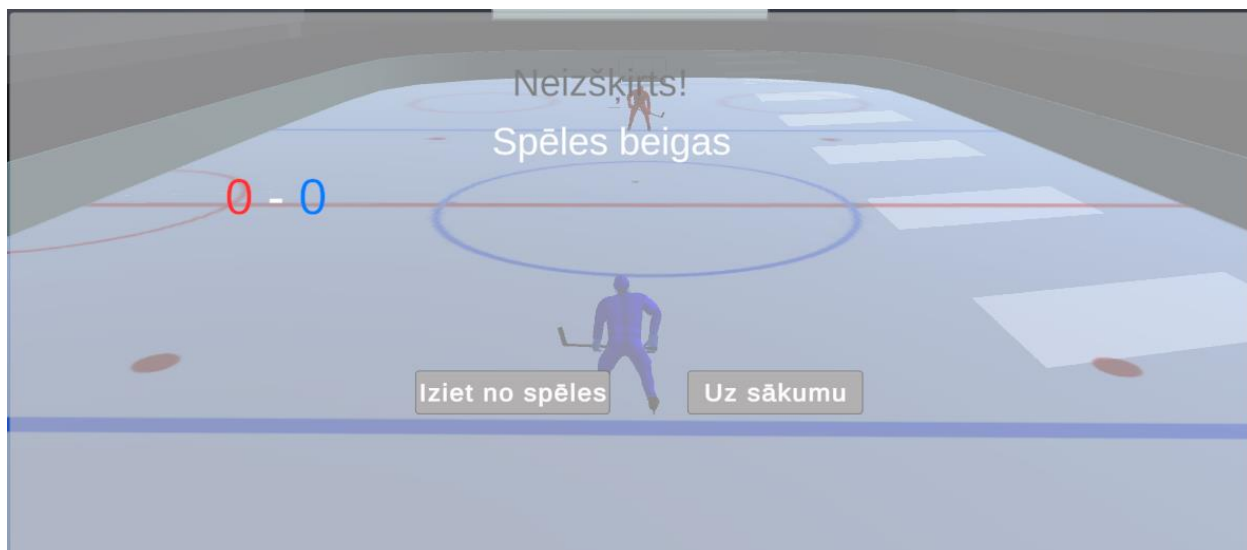 Neizšķirts!
Spēles beigas
0 - 0
Iziet no spēles
Uz sākumu